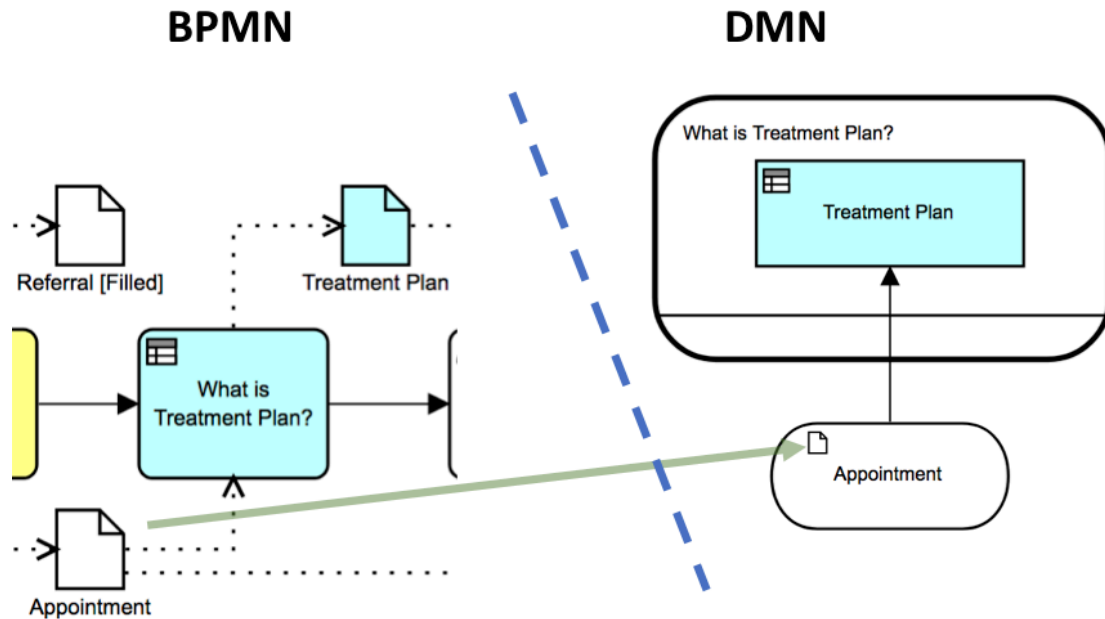 BPMN
DMN
What is Treatment Plan?
Treatment Plan
Referral [Filled]
Treatment Plan
What is
Treatment Plan?
Appointment
Appointment